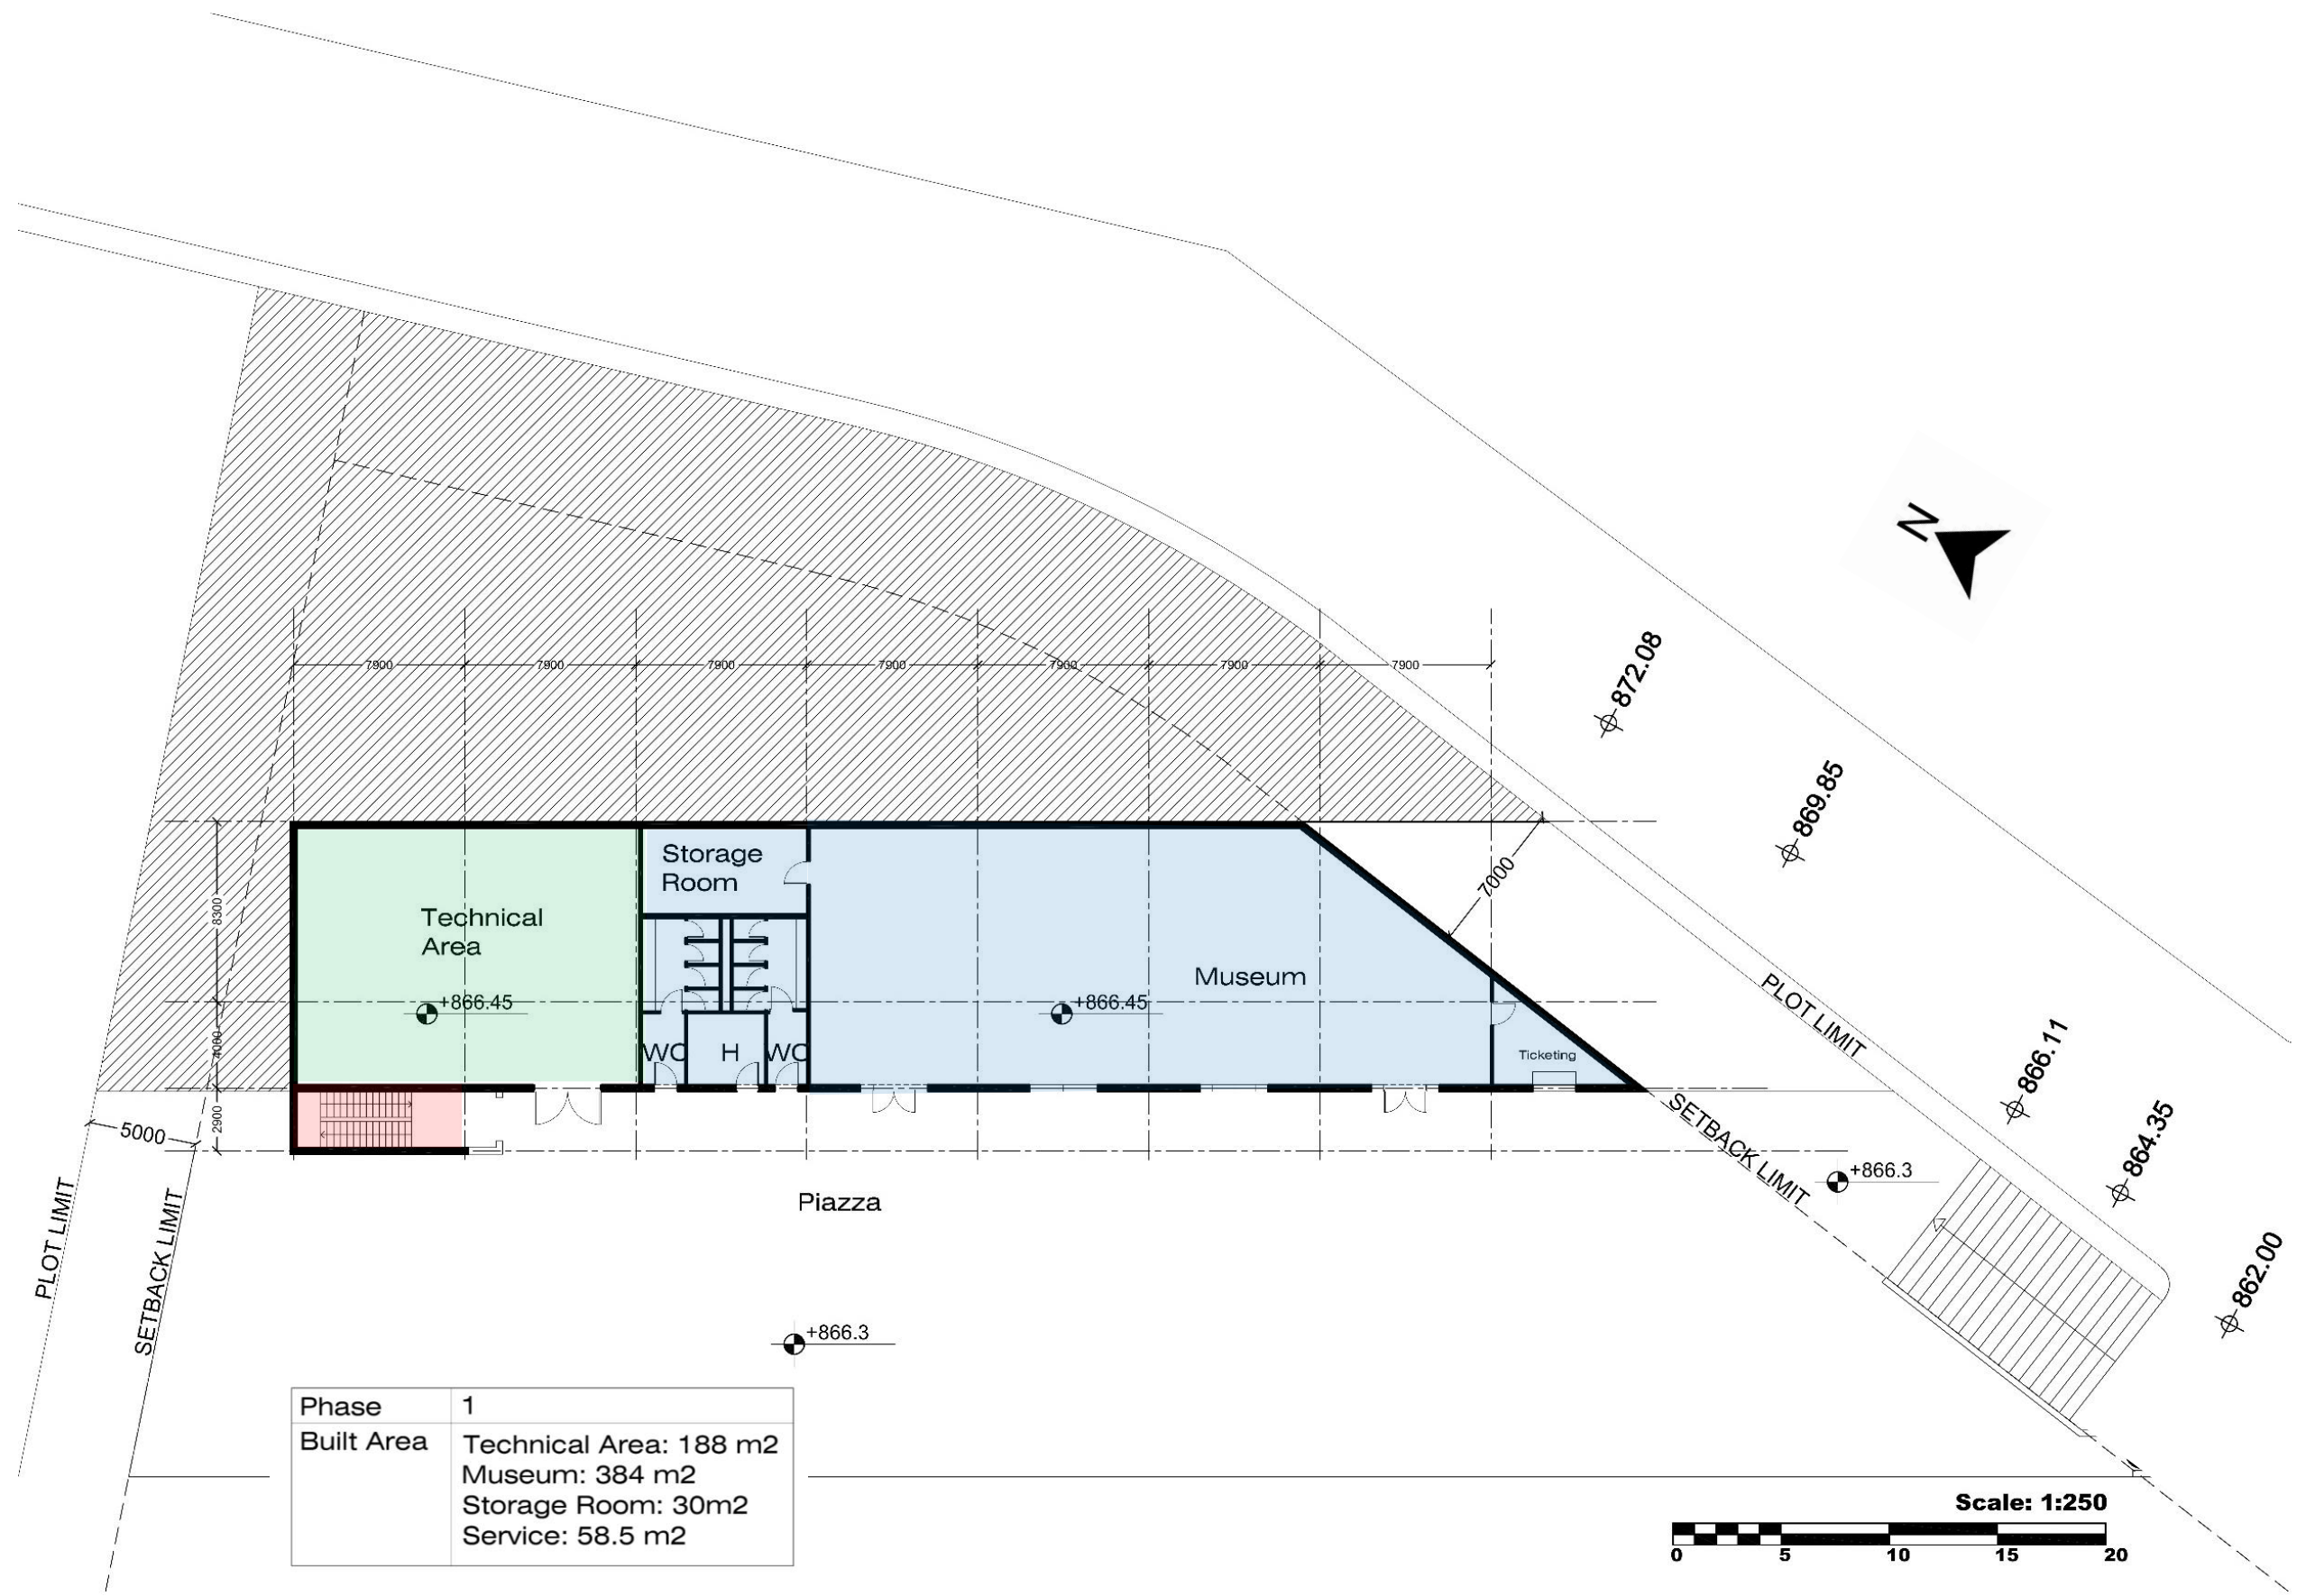 N
7900
7900
7900
7900
7900
7900
7900
872.08
869.85
866.11
864.35
862.00
8300
4000
2900
7000
5000
Storage
Room
Technical
Area
+866.45
Museum
+866.45
WC
H
WC
Ticketing
PLOT LIMIT
SETBACK LIMIT
+866.3
PLOT LIMIT
SETBACK LIMIT
Piazza
+866.3
Phase 1
Built Area Technical Area: 188 m2
Museum: 384 m2
Storage Room: 30m2
Service: 58.5 m2
Scale: 1:250
0 5 10 15 20